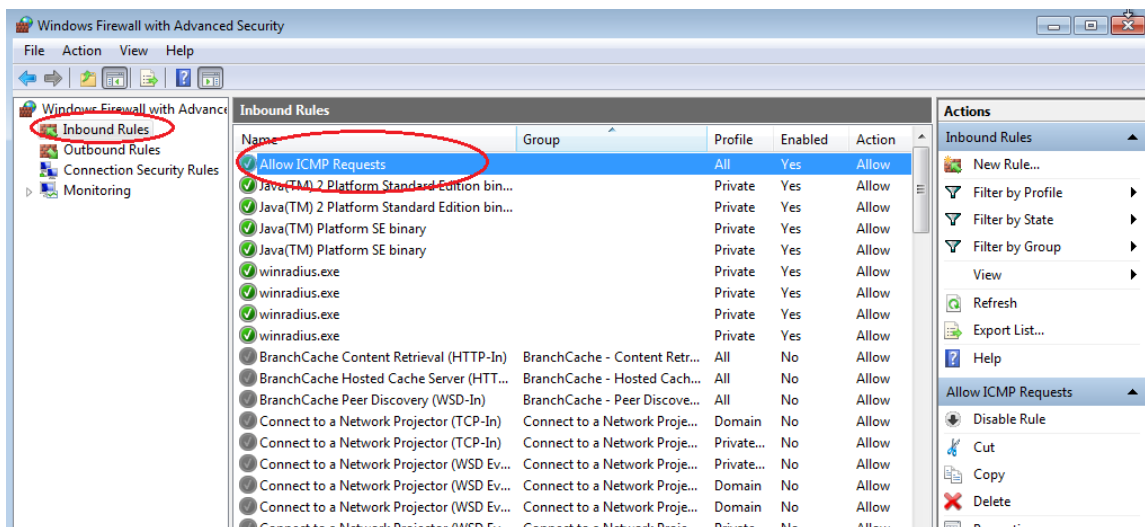 Windows Firewall with Advanced Security
File Action View Help
Windows Firewall with Advance
Inbound Rules
Outbound Rules
Connection Security Rules
Monitoring
Inbound Rules
Name Group Profile Enabled Action
Allow ICMP Requests All Yes Allow
Java(TM) 2 Platform Standard Edition bin... Private Yes Allow
Java(TM) 2 Platform Standard Edition bin... Private Yes Allow
Java(TM) Platform SE binary Private Yes Allow
Java(TM) Platform SE binary Private Yes Allow
winradius.exe Private Yes Allow
winradius.exe Private Yes Allow
winradius.exe Private Yes Allow
winradius.exe Private Yes Allow
BranchCache Content Retrieval (HTTP-In) BranchCache - Content Retr... All No Allow
BranchCache Hosted Cache Server (HTT... BranchCache - Hosted Cach... All No Allow
BranchCache Peer Discovery (WSD-In) BranchCache - Peer Discove... All No Allow
Connect to a Network Projector (TCP-In) Connect to a Network Proje... Domain No Allow
Connect to a Network Projector (TCP-In) Connect to a Network Proje... Private... No Allow
Connect to a Network Projector (WSD Ev... Connect to a Network Proje... Private... No Allow
Connect to a Network Projector (WSD Ev... Connect to a Network Proje... Domain No Allow
Connect to a Network Projector (WSD Ev... Connect to a Network Proje... Domain No Allow
Actions
Inbound Rules
New Rule...
Filter by Profile
Filter by State
Filter by Group
View
Refresh
Export List...
Help
Allow ICMP Requests
Disable Rule
Cut
Copy
Delete